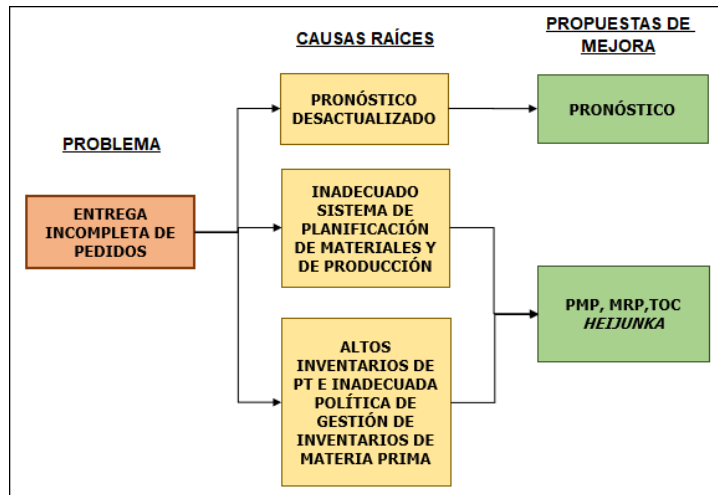 PROBLEMA
ENTREGA
INCOMPLETA DE
PEDIDOS
CAUSAS RAÍCES
PRONÓSTICO
DESACTUALIZADO
INADECUADO
SISTEMA DE
PLANIFICACIÓN
DE MATERIALES Y
DE PRODUCCIÓN
ALTOS
INVENTARIOS DE
PT E INADECUADA
POLÍTICA DE
GESTIÓN DE
INVENTARIOS DE
MATERIA PRIMA
PROPUESTAS DE
MEJORA
PRONÓSTICO
PMP, MRP,TOC
HEIJUNKA